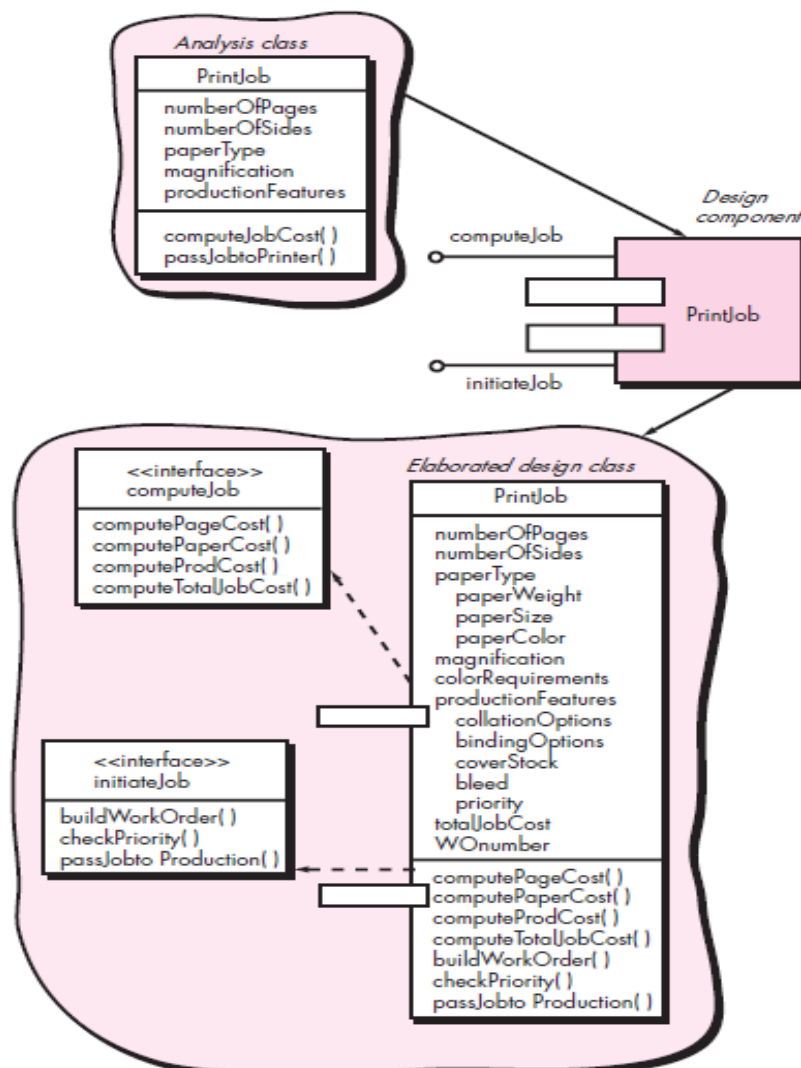 Analysis class
PrintJob
numberOfPages
numberOfSides
paperType
magnification
productionFeatures
computeJobCost( )
passJobtoPrinter( )
Design
component
computeJob
PrintJob
initiateJob
<<interface>>
computeJob
computePageCost( )
computePaperCost( )
computeProdCost( )
computeTotalJobCost( )
<<interface>>
initiateJob
buildWorkOrder( )
checkPriority( )
passJobto Production( )
Elaborated design class
PrintJob
numberOfPages
numberOfSides
paperType
paperWeight
paperSize
paperColor
magnification
colorRequirements
productionFeatures
collationOptions
bindingOptions
coverStock
bleed
priority
totalJobCost
WOnumber
computePageCost( )
computePaperCost( )
computeProdCost( )
computeTotalJobCost( )
buildWorkOrder( )
checkPriority( )
passJobto Production( )